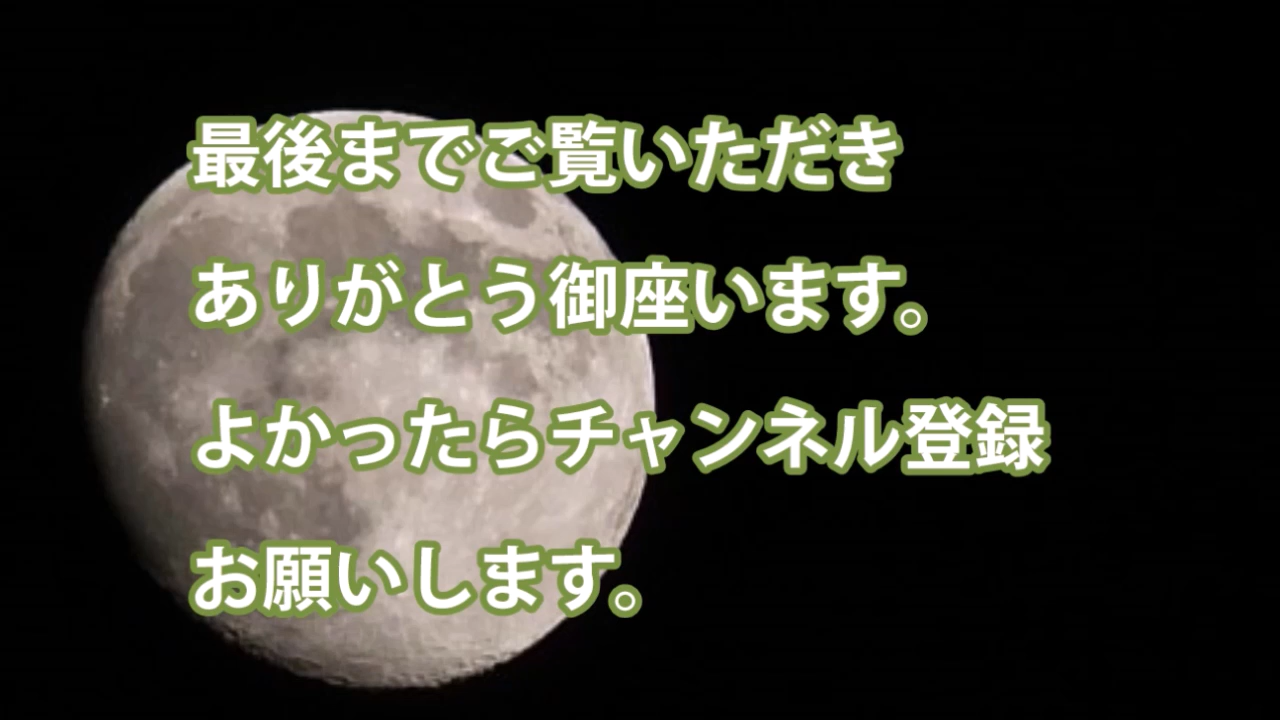 最後までご覧いただき
ありがとう御座います。
よかったらチャンネル登録
お願いします。